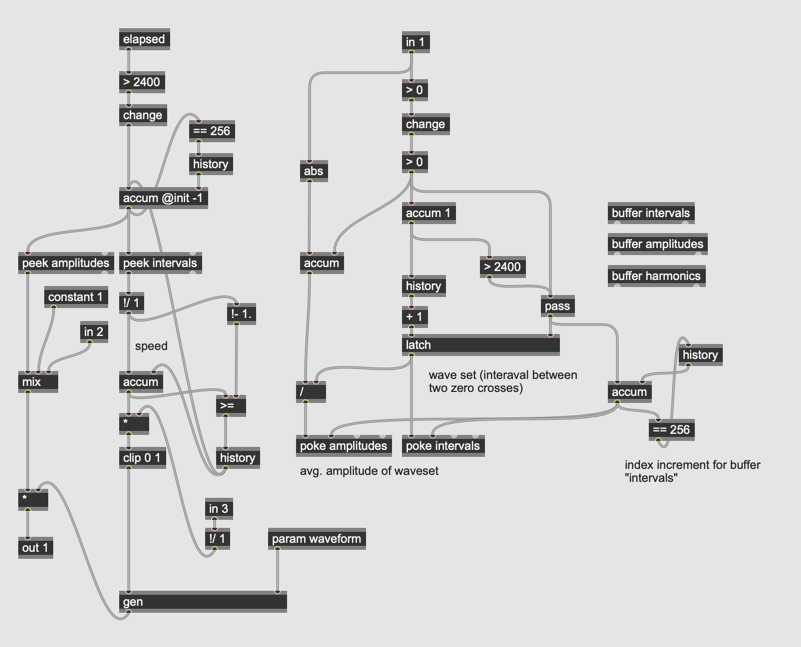 elapsed
> 2400
change
== 256
history
accum @init -1
peek amplitudes
peek intervals
constant 1
!/ 1
!- 1.
in 2
speed
mix
accum
>=
*
clip 0 1
history
*
in 3
!/ 1
out 1
param waveform
gen
in 1
> 0
change
> 0
abs
accum 1
accum
> 2400
history
pass
+ 1
latch
wave set (interaval between
two zero crosses)
/
poke amplitudes
poke intervals
avg. amplitude of waveset
buffer intervals
buffer amplitudes
buffer harmonics
history
accum
== 256
index increment for buffer
"intervals"